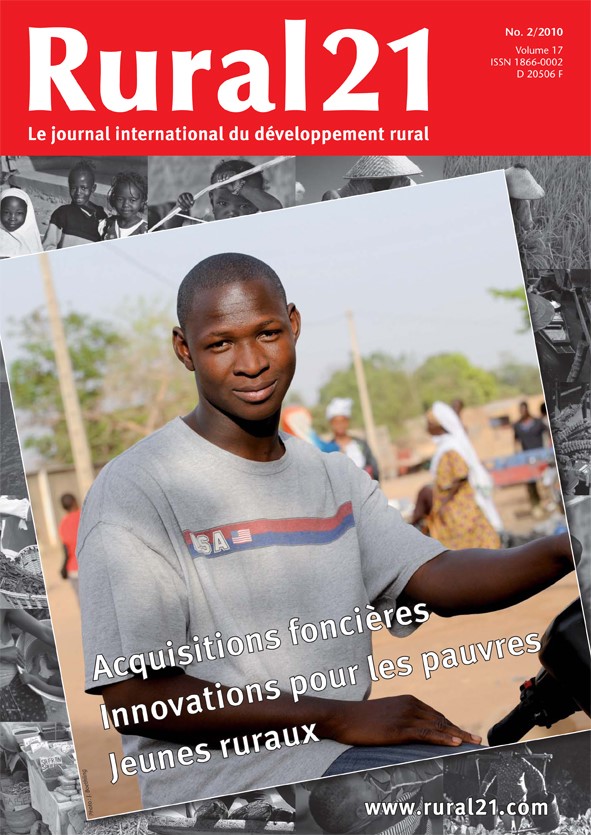 Rural21
Le journal international du développement rural
No. 2/2010
Volume 17
ISSN 1866-0002
D 20506 F
USA
Acquisitions foncières
Innovations pour les pauvres
Jeunes ruraux
www.rural21.com